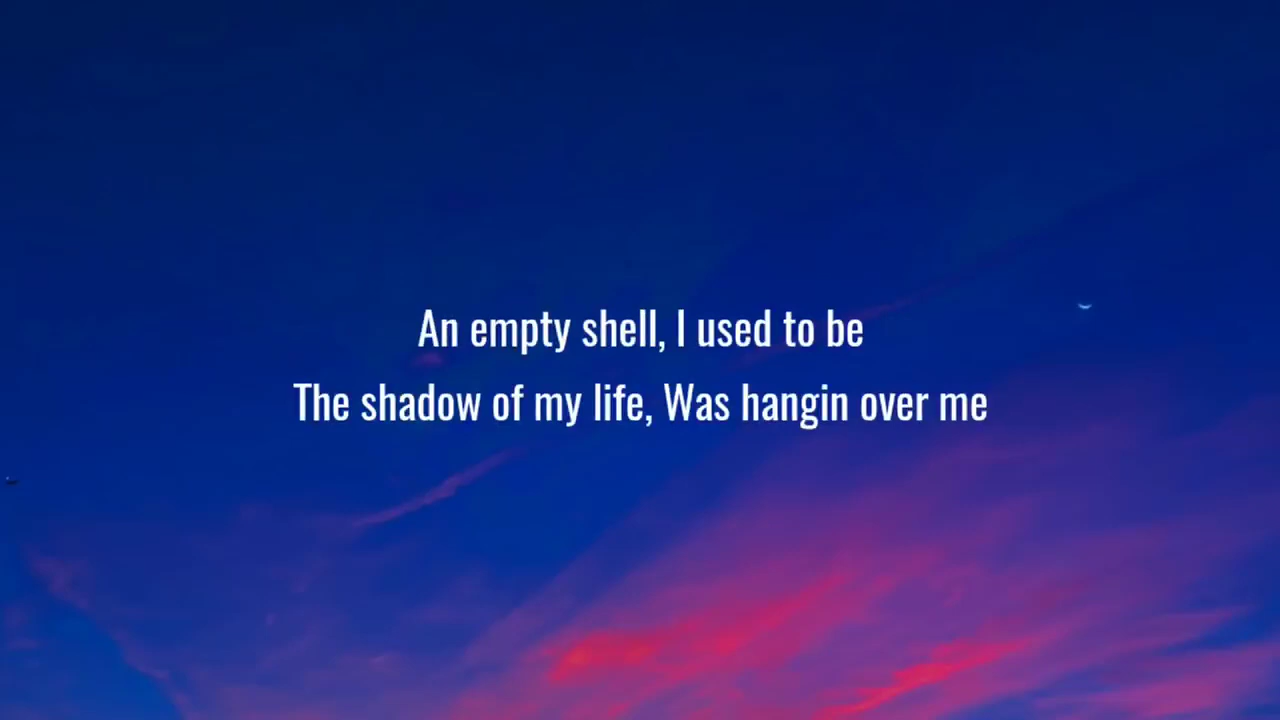 An empty shell, I used to be
The shadow of my life, Was hangin over me